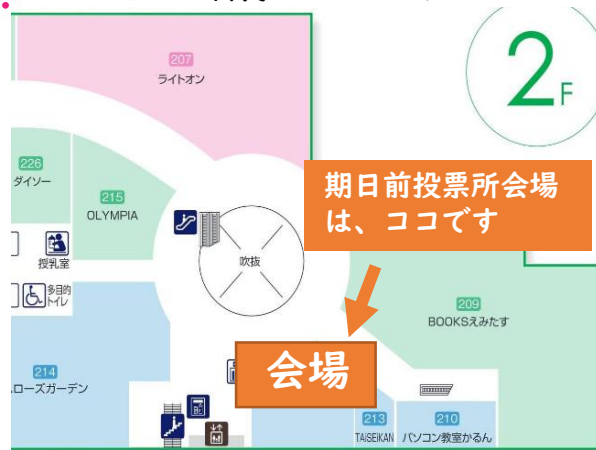 207
ライトオン
2F
226
ダイソー
215
OLYMPIA
期日前投票所会場
は、ココです
授乳室
吹抜
多目的
トイレ
209
BOOKSえみたす
214
ローズガーデン
会場
213
TAISEIKAN
210
パソコン教室かるん